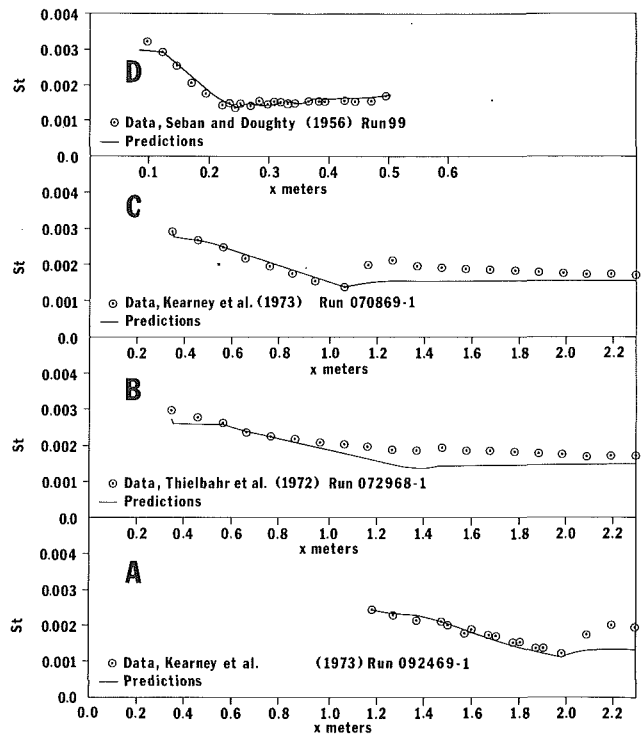 0.004
0.003
0.002
0.001
0.0
St
D
⊙ Data, Seban and Doughty (1956) Run99
— Predictions
0.1 0.2 0.3 0.4 0.5 0.6
x meters
0.004
0.003
0.002
0.001
0.0
St
C
⊙ Data, Kearney et al. (1973) Run 070869-1
— Predictions
0.2 0.4 0.6 0.8 1.0 1.2 1.4 1.6 1.8 2.0 2.2
x meters
0.004
0.003
0.002
0.001
0.0
St
B
⊙ Data, Thielbahr et al. (1972) Run 072968-1
— Predictions
0.2 0.4 0.6 0.8 1.0 1.2 1.4 1.6 1.8 2.0 2.2
x meters
0.004
0.003
0.002
0.001
0.0
St
A
⊙ Data, Kearney et al. (1973) Run 092469-1
— Predictions
0.0 0.2 0.4 0.6 0.8 1.0 1.2 1.4 1.6 1.8 2.0 2.2
x meters